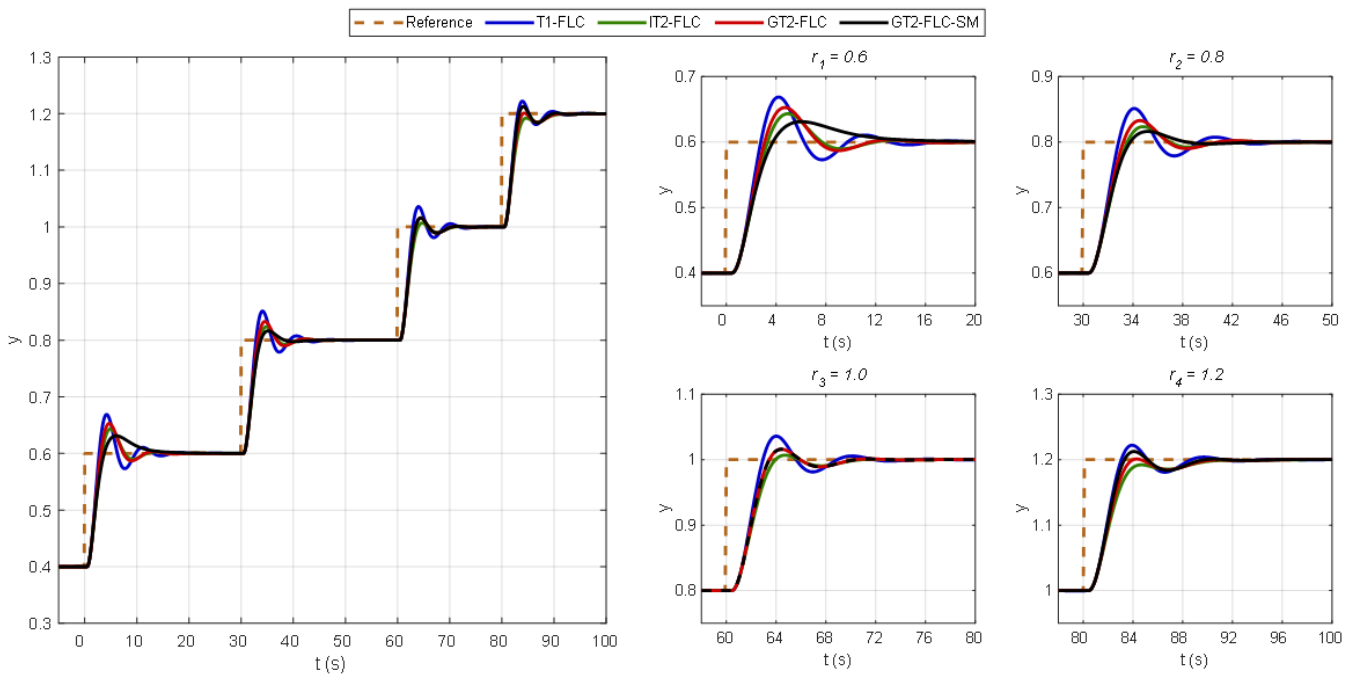 Reference T1-FLC IT2-FLC GT2-FLC GT2-FLC-SM
1.3
1.2
1.1
1
0.9
0.8
0.7
0.6
0.5
0.4
0.3
y
0 10 20 30 40 50 60 70 80 90 100
t (s)
r1 = 0.6
0.7
0.6
0.5
0.4
y
0 4 8 12 16 20
t (s)
r2 = 0.8
0.9
0.8
0.7
0.6
y
30 34 38 42 46 50
t (s)
r3 = 1.0
1.1
1
0.9
0.8
y
60 64 68 72 76 80
t (s)
r4 = 1.2
1.3
1.2
1.1
1
y
80 84 88 92 96 100
t (s)